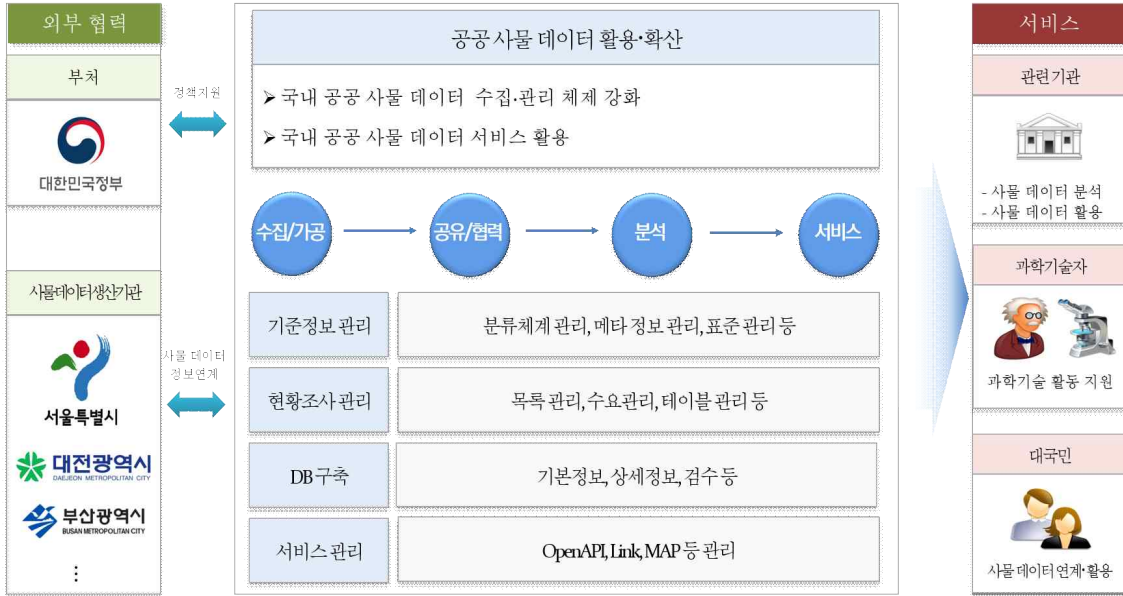 외부 협력
부처
대한민국정부
사물데이터생산기관
서울특별시
대전광역시
DAEJEON METROPOLITAN CITY
부산광역시
BUSAN METROPOLITAN CITY
⋮
정책지원
사물 데이터
정보연계
공공 사물 데이터 활용·확산
➢ 국내 공공 사물 데이터 수집·관리 체제 강화
➢ 국내 공공 사물 데이터 서비스 활용
수집/가공
공유/협력
분석
서비스
기준정보 관리
분류체계 관리, 메타 정보 관리, 표준 관리 등
현황조사 관리
목록 관리, 수요관리, 테이블 관리 등
DB 구축
기본정보, 상세정보, 검수 등
서비스 관리
OpenAPI, Link, MAP 등 관리
서비스
관련기관
- 사물 데이터 분석
- 사물 데이터 활용
과학기술자
과학기술 활동 지원
대국민
사물 데이터 연계·활용